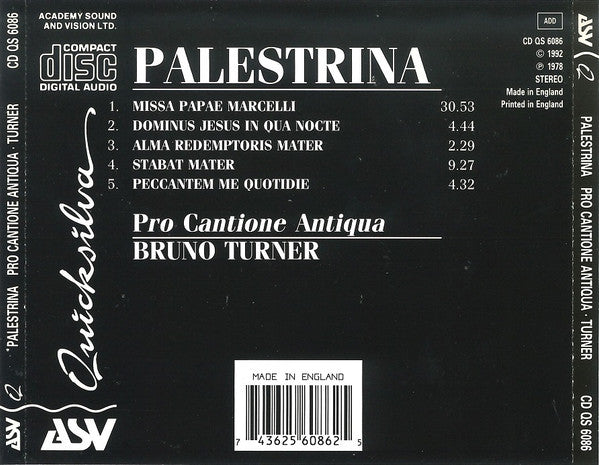 CD QS 6086
PALESTRINA PRO CANTIONE ANTIQUA · TURNER
ASV
ACADEMY SOUND
AND VISION LTD.
COMPACT
disc
DIGITAL AUDIO
PALESTRINA
1. MISSA PAPAE MARCELLI 30.53
2. DOMINUS JESUS IN QUA NOCTE 4.44
3. ALMA REDEMPTORIS MATER 2.29
4. STABAT MATER 9.27
5. PECCANTEM ME QUOTIDIE 4.32
Pro Cantione Antiqua
BRUNO TURNER
Quicksilva
ASV
MADE IN ENGLAND
7 43625 60862 5
ADD
CD QS 6086
© 1992
℗ 1978
STEREO
Made in England
Printed in England
ASV
PALESTRINA PRO CANTIONE ANTIQUA · TURNER
CD QS 6086